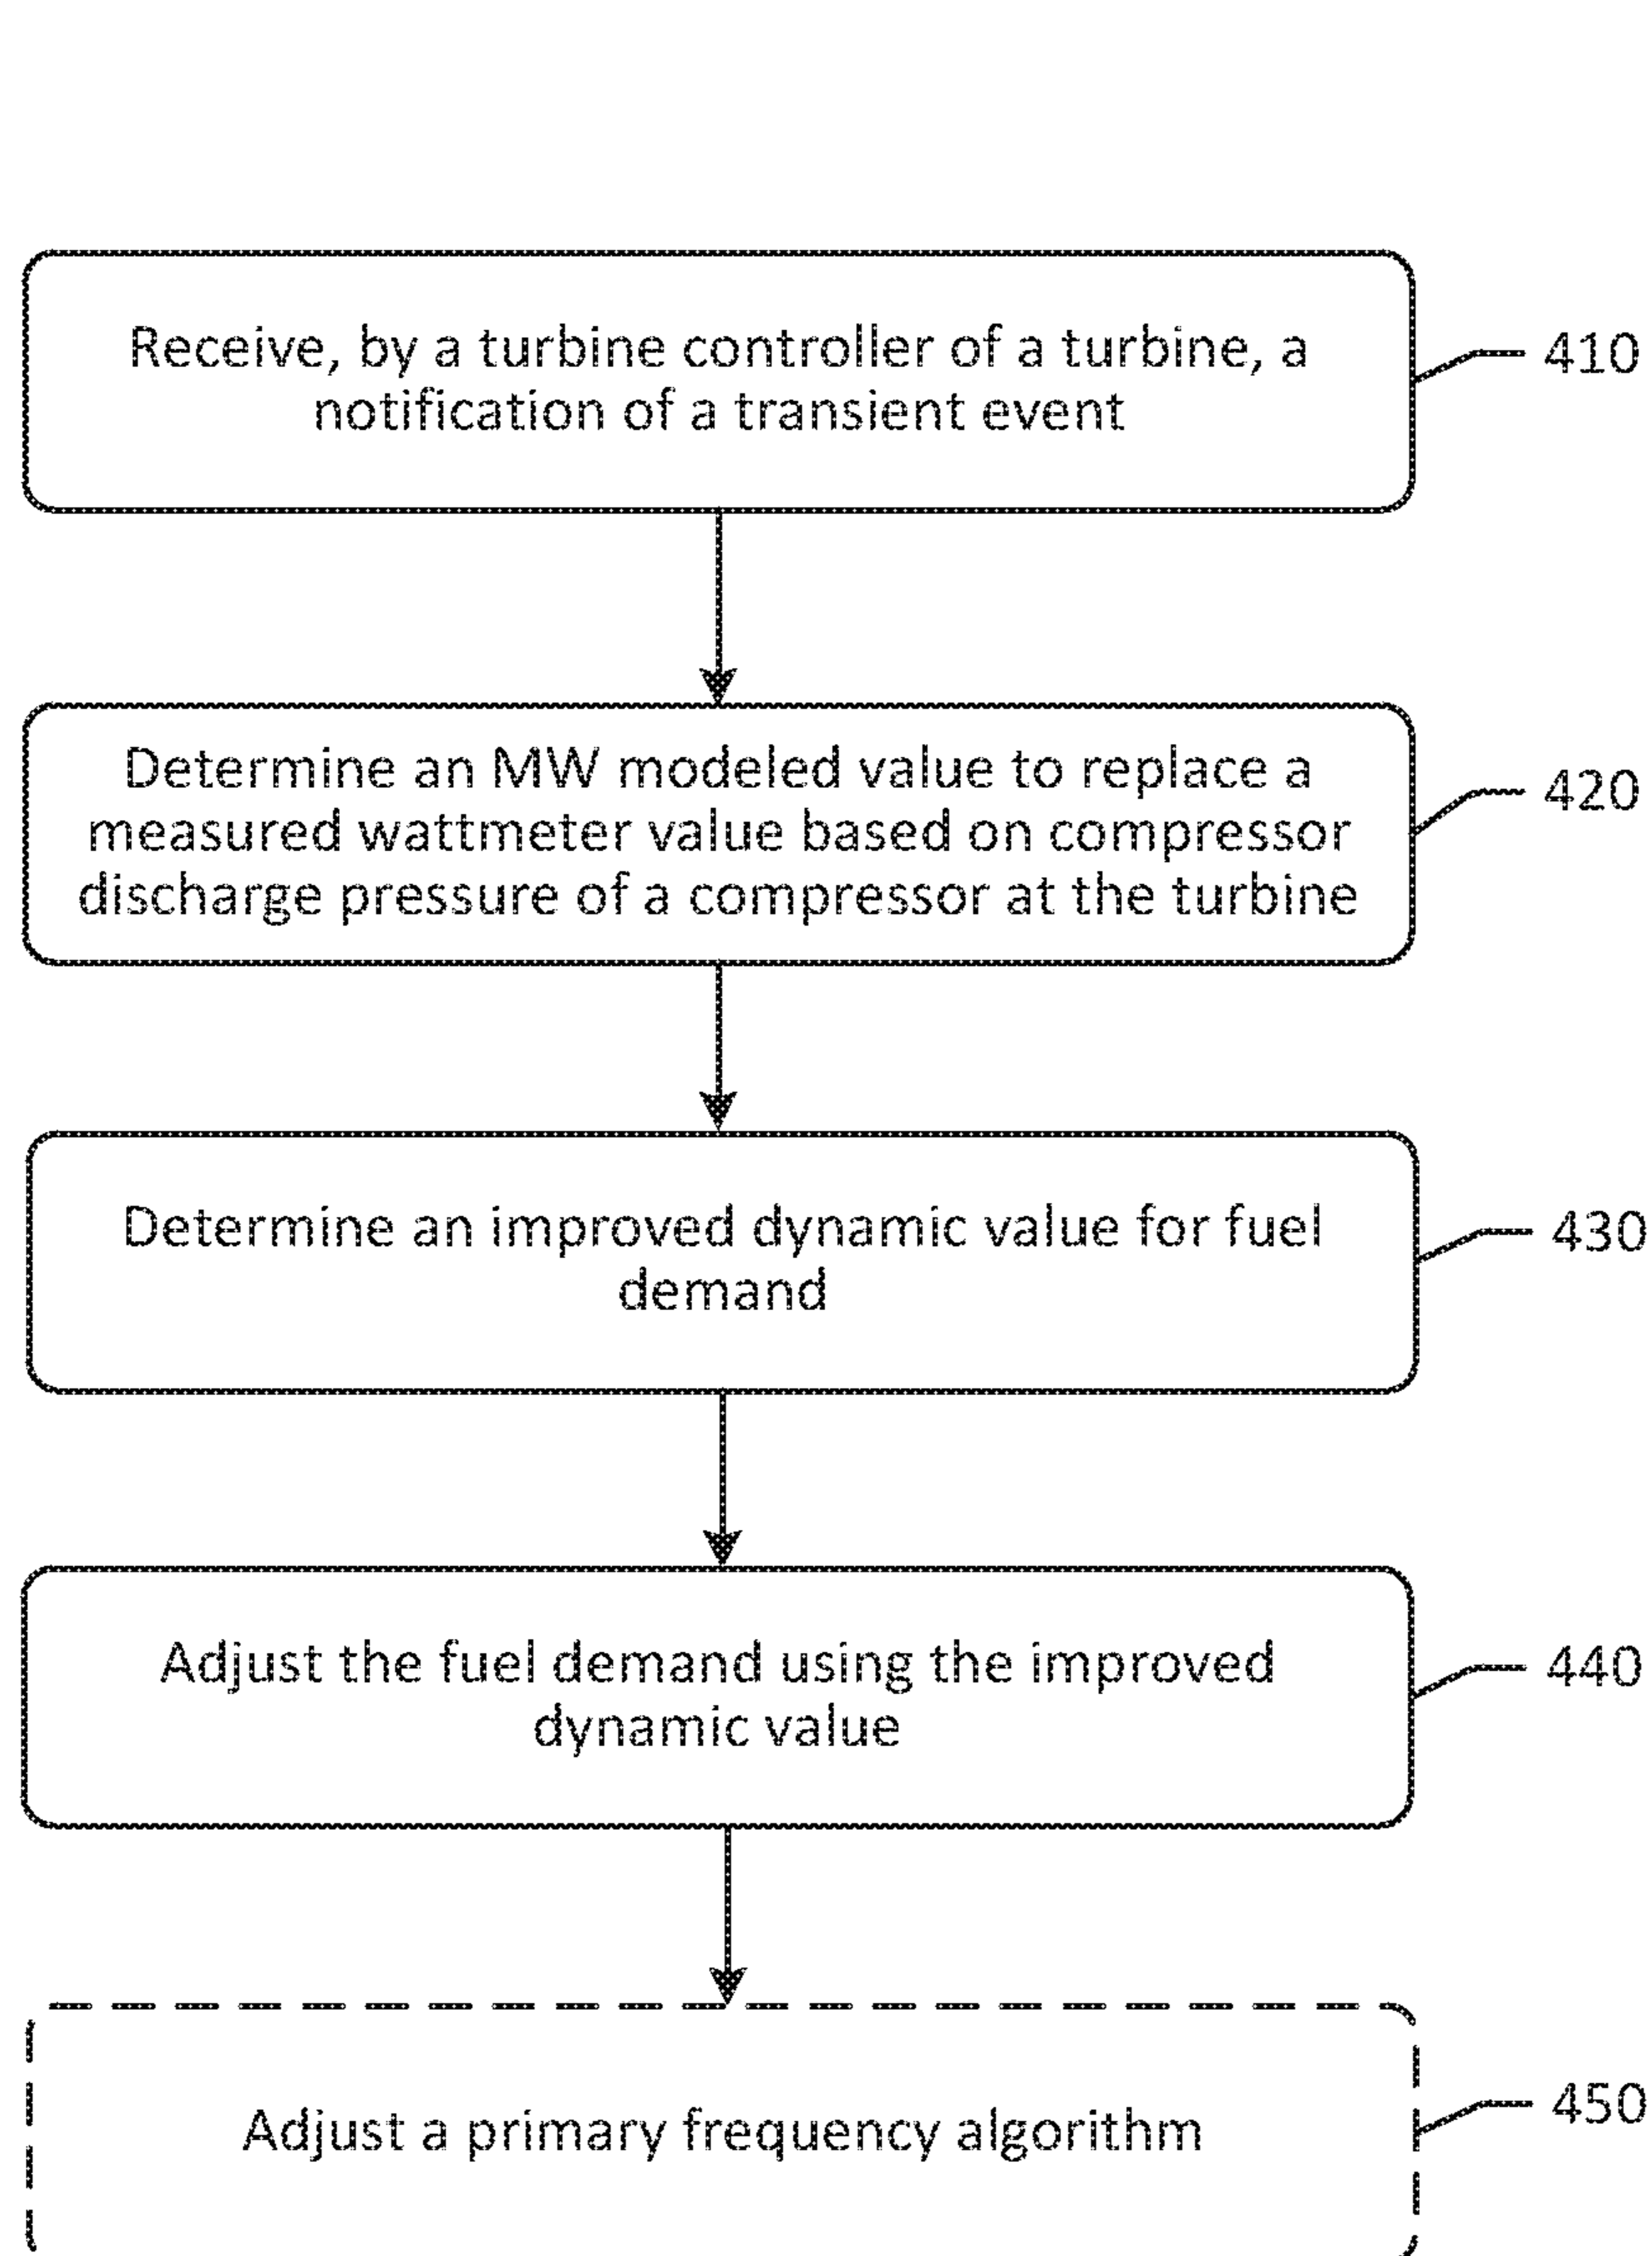 Receive, by a turbine controller of a turbine, a
notification of a transient event
410
Determine an MW modeled value to replace a
measured wattmeter value based on compressor
discharge pressure of a compressor at the turbine
420
Determine an improved dynamic value for fuel
demand
430
Adjust the fuel demand using the improved
dynamic value
440
Adjust a primary frequency algorithm
450